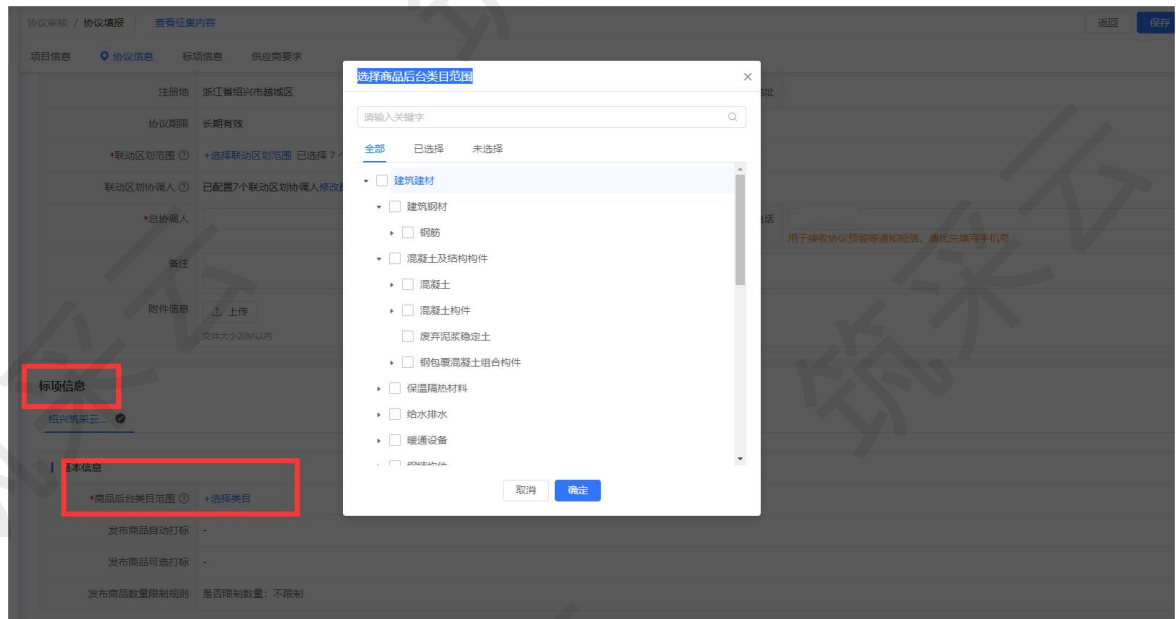 协议审核 / 协议填报 查看征集内容 返回 保存
项目信息 协议信息 标项信息 供应商要求
注册地 浙江省绍兴市越城区
协议期限 长期有效
*联动区划范围 +选择联动区划范围 已选择 7
联动区划协调人 已配置7个联动区划协调人修改
*总协调人
用于接收协议预警等通知短信，请优先填写手机号
备注
附件信息 上传
文件大小20M以内
标项信息
绍兴筑采云...
基本信息
*商品后台类目范围 +选择类目
发布商品自动打标 -
发布商品可选打标 -
发布商品数量限制规则 是否限制数量：不限制
选择商品后台类目范围
请输入关键字
全部 已选择 未选择
建筑建材
建筑钢材
钢筋
混凝土及结构构件
混凝土
混凝土构件
废弃泥浆稳定土
钢包覆混凝土组合构件
保温隔热材料
给水排水
暖通设备
取消 确定
筑采云